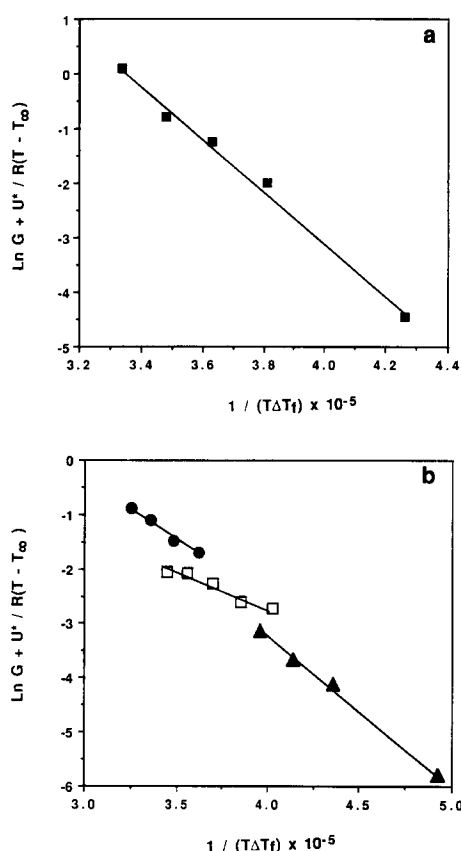 a
1
0
-1
-2
-3
-4
-5
Ln G + U* / R(T - T∞)
3.2 3.4 3.6 3.8 4.0 4.2 4.4
1 / (TΔTf) x 10-5
b
0
-1
-2
-3
-4
-5
-6
Ln G + U* / R(T - T∞)
3.0 3.5 4.0 4.5 5.0
1 / (TΔTf) x 10-5